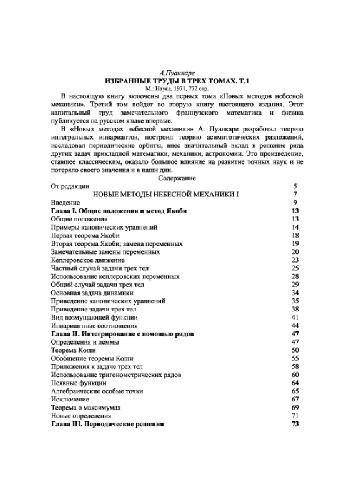 А.Пуанкаре
ИЗБРАННЫЕ ТРУДЫ В ТРЕХ ТОМАХ. Т.1
М.: Наука, 1971, 772 стр.
В настоящую книгу включены два первых тома «Новых методов небесной
механики». Третий том войдет во вторую книгу настоящего издания. Этот
капитальный труд замечательного французского математика и физика
публикуется на русском языке впервые.
В «Новых методах небесной механики» А. Пуанкаре разработал теорию
интегральных инвариантов, построил теорию асимптотических разложений,
исследовал периодические орбиты, внес значительный вклад в решение ряда
других задач прикладной математики, механики, астрономии. Это произведение,
ставшее классическим, оказало большое влияние на развитие точных наук и не
потеряло своего значения и в наши дни.
Содержание
От редакции 5
НОВЫЕ МЕТОДЫ НЕБЕСНОЙ МЕХАНИКИ I 7
Введение 9
Глава I. Общие положения и метод Якоби 13
Общие положения 13
Примеры канонических уравнений 14
Первая теорема Якоби 18
Вторая теорема Якоби; замена переменных 19
Замечательные замены переменных 20
Кеплеровское движение 23
Частный случай задачи трех тел 25
Использование кеплеровских переменных 28
Общий случай задачи трех тел 29
Основная задача динамики 34
Приведение канонических уравнений 35
Приведение задачи трех тел 38
Вид возмущающей функции 41
Инвариантные соотношения 44
Глава II. Интегрирование с помощью рядов 47
Определения и леммы 47
Теорема Коши 50
Обобщение теоремы Коши 55
Приложения к задаче трех тел 58
Использование тригонометрических рядов 60
Неявные функции 64
Алгебраические особые точки 65
Исключение 67
Теорема о максимумах 69
Новые определения 71
Глава III. Периодические решения 73